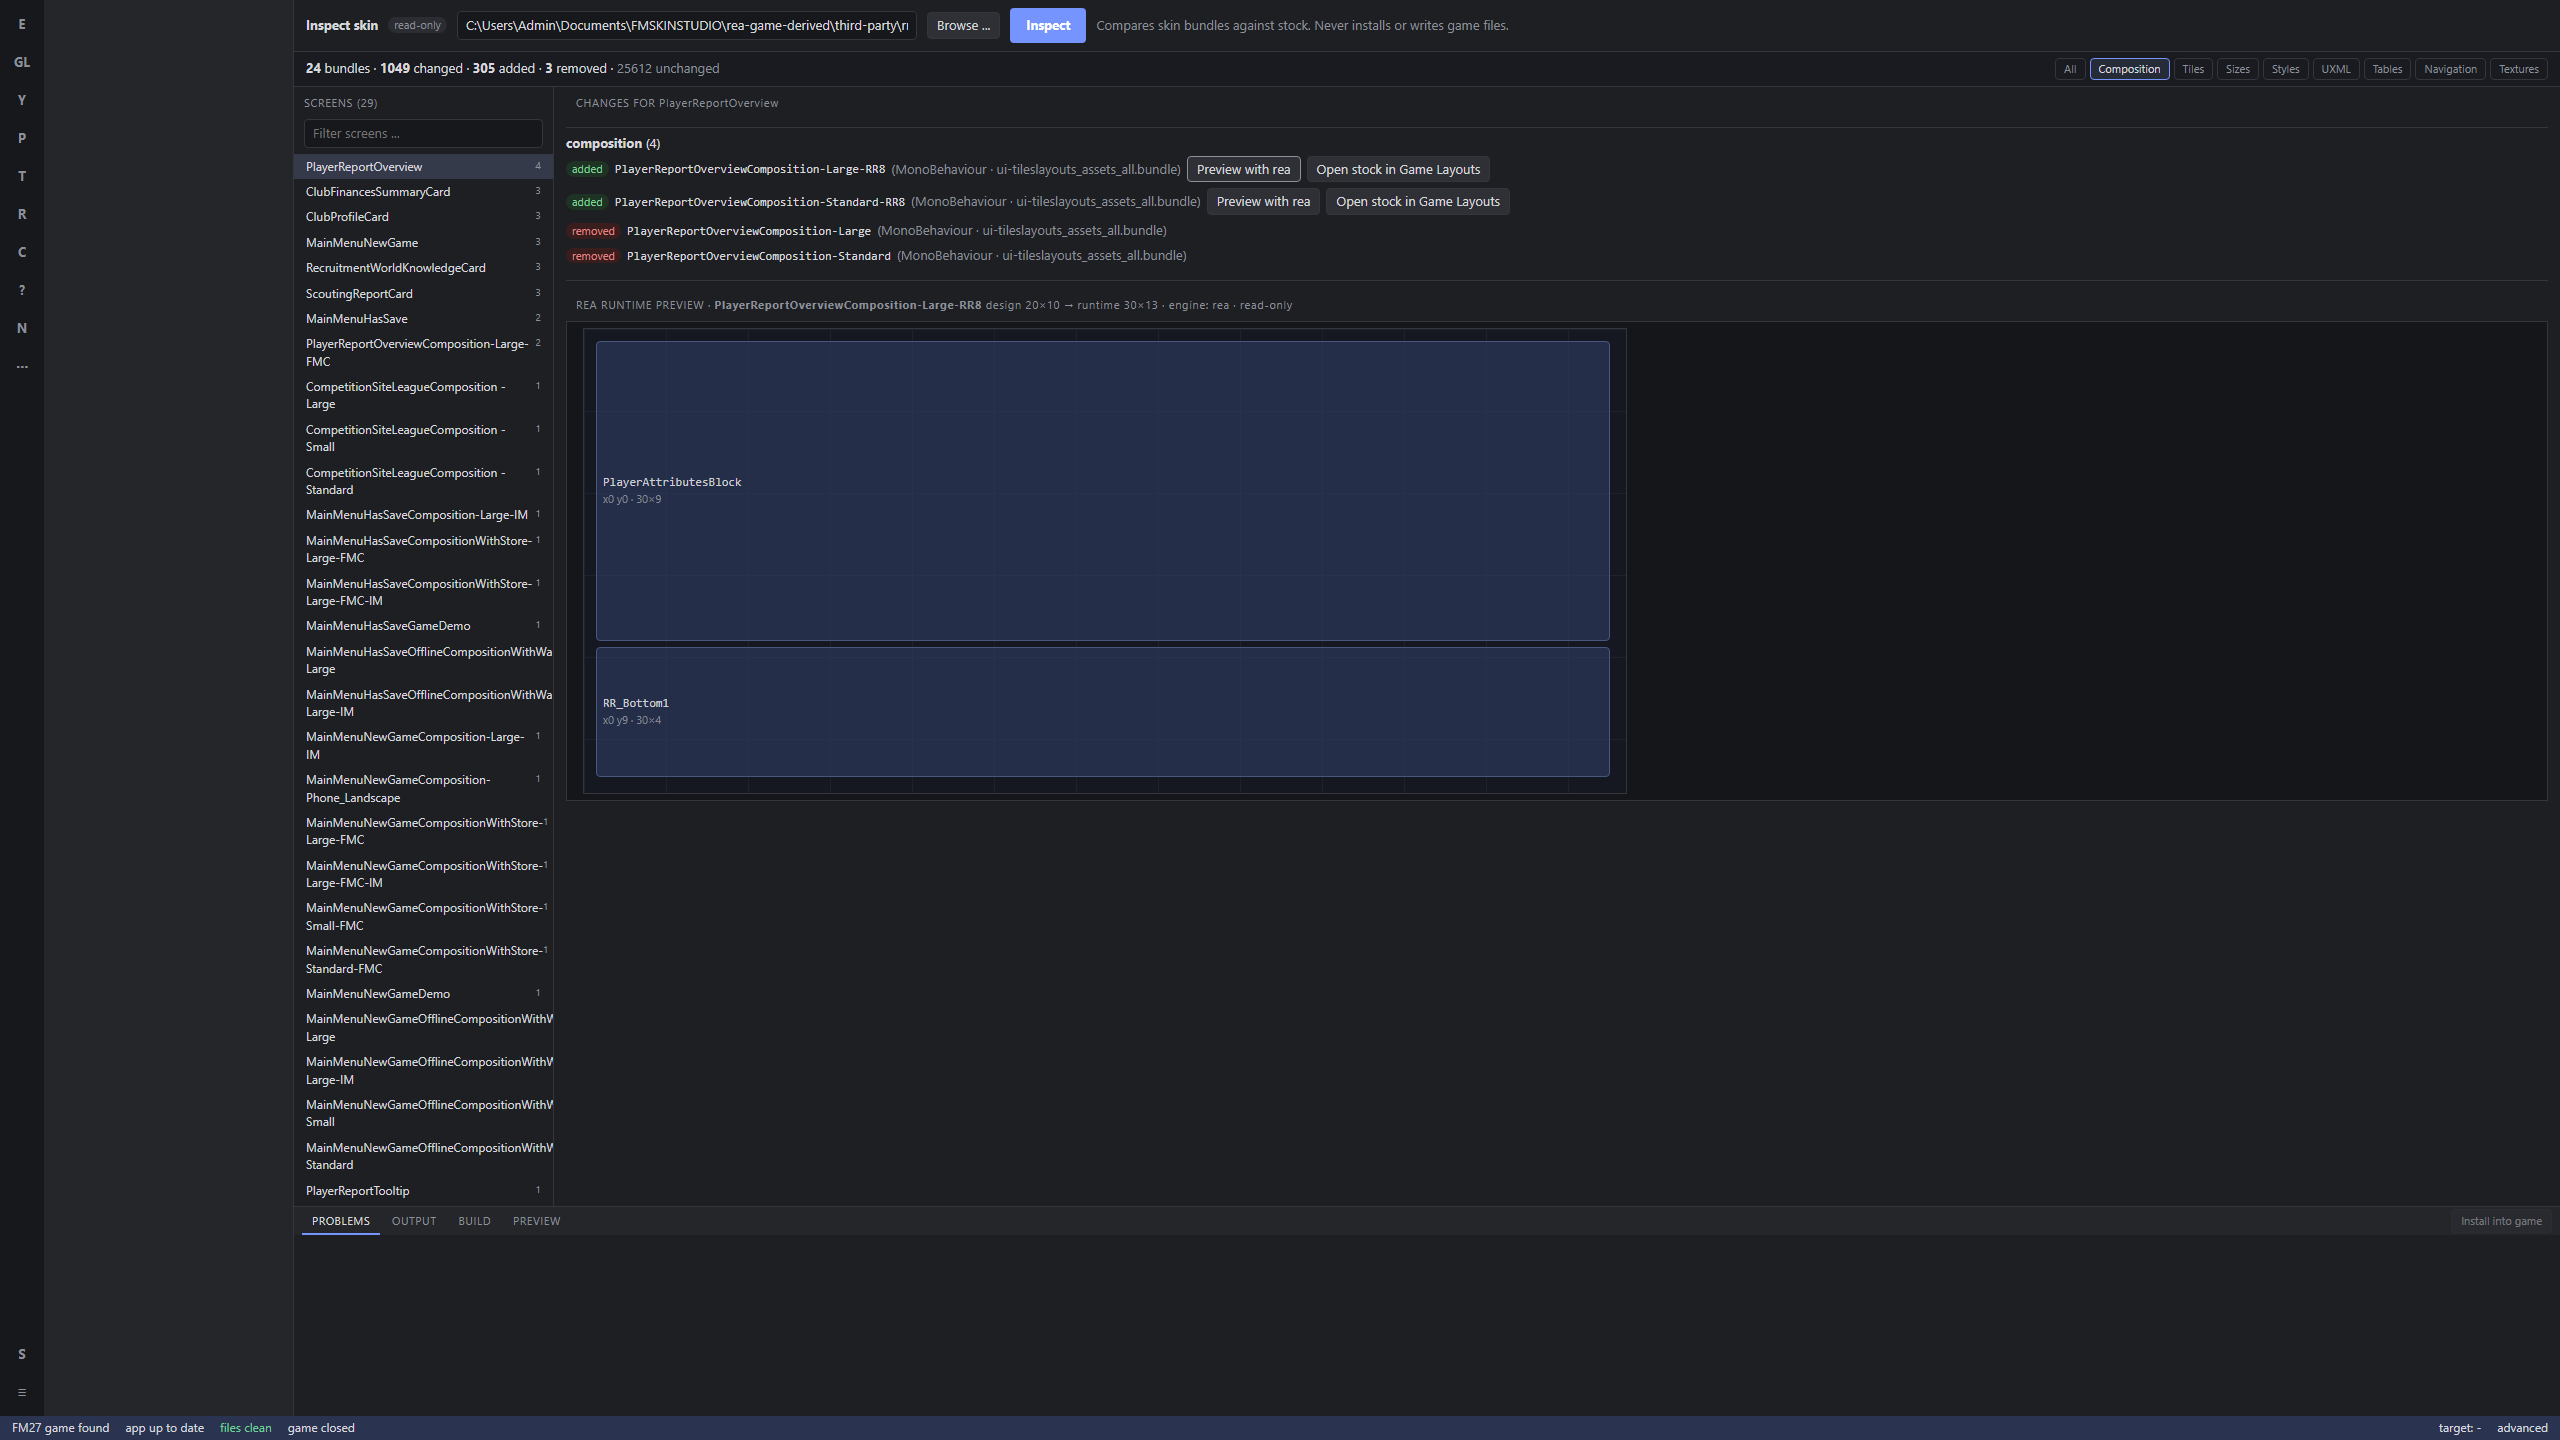 E
GL
Y
P
T
R
C
?
N
...
S
Inspect skin read-only C:\Users\Admin\Documents\FMSKINSTUDIO\rea-game-derived\third-party\r Browse ... Inspect Compares skin bundles against stock. Never installs or writes game files.
24 bundles · 1049 changed · 305 added · 3 removed · 25612 unchanged All Composition Tiles Sizes Styles UXML Tables Navigation Textures
SCREENS (29)
Filter screens ...
PlayerReportOverview 4
ClubFinancesSummaryCard 3
ClubProfileCard 3
MainMenuNewGame 3
RecruitmentWorldKnowledgeCard 3
ScoutingReportCard 3
MainMenuHasSave 2
PlayerReportOverviewComposition-Large- 2
FMC
CompetitionSiteLeagueComposition - 1
Large
CompetitionSiteLeagueComposition - 1
Small
CompetitionSiteLeagueComposition - 1
Standard
MainMenuHasSaveComposition-Large-IM 1
MainMenuHasSaveCompositionWithStore- 1
Large-FMC
MainMenuHasSaveCompositionWithStore- 1
Large-FMC-IM
MainMenuHasSaveGameDemo 1
MainMenuHasSaveOfflineCompositionWithWa
Large
MainMenuHasSaveOfflineCompositionWithWa
Large-IM
MainMenuNewGameComposition-Large- 1
IM
MainMenuNewGameComposition- 1
Phone_Landscape
MainMenuNewGameCompositionWithStore- 1
Large-FMC
MainMenuNewGameCompositionWithStore- 1
Large-FMC-IM
MainMenuNewGameCompositionWithStore- 1
Small-FMC
MainMenuNewGameCompositionWithStore- 1
Standard-FMC
MainMenuNewGameDemo 1
MainMenuNewGameOfflineCompositionWithW
Large
MainMenuNewGameOfflineCompositionWithW
Large-IM
MainMenuNewGameOfflineCompositionWithW
Small
MainMenuNewGameOfflineCompositionWithW
Standard
PlayerReportTooltip 1
CHANGES FOR PlayerReportOverview
composition (4)
added PlayerReportOverviewComposition-Large-RR8 (MonoBehaviour · ui-tileslayouts_assets_all.bundle) Preview with rea Open stock in Game Layouts
added PlayerReportOverviewComposition-Standard-RR8 (MonoBehaviour · ui-tileslayouts_assets_all.bundle) Preview with rea Open stock in Game Layouts
removed PlayerReportOverviewComposition-Large (MonoBehaviour · ui-tileslayouts_assets_all.bundle)
removed PlayerReportOverviewComposition-Standard (MonoBehaviour · ui-tileslayouts_assets_all.bundle)
REA RUNTIME PREVIEW · PlayerReportOverviewComposition-Large-RR8 design 20×10 → runtime 30×13 · engine: rea · read-only
PlayerAttributesBlock
x0 y0 · 30×9
RR_Bottom1
x0 y9 · 30×4
PROBLEMS OUTPUT BUILD PREVIEW Install into game
FM27 game found app up to date files clean game closed target: - advanced